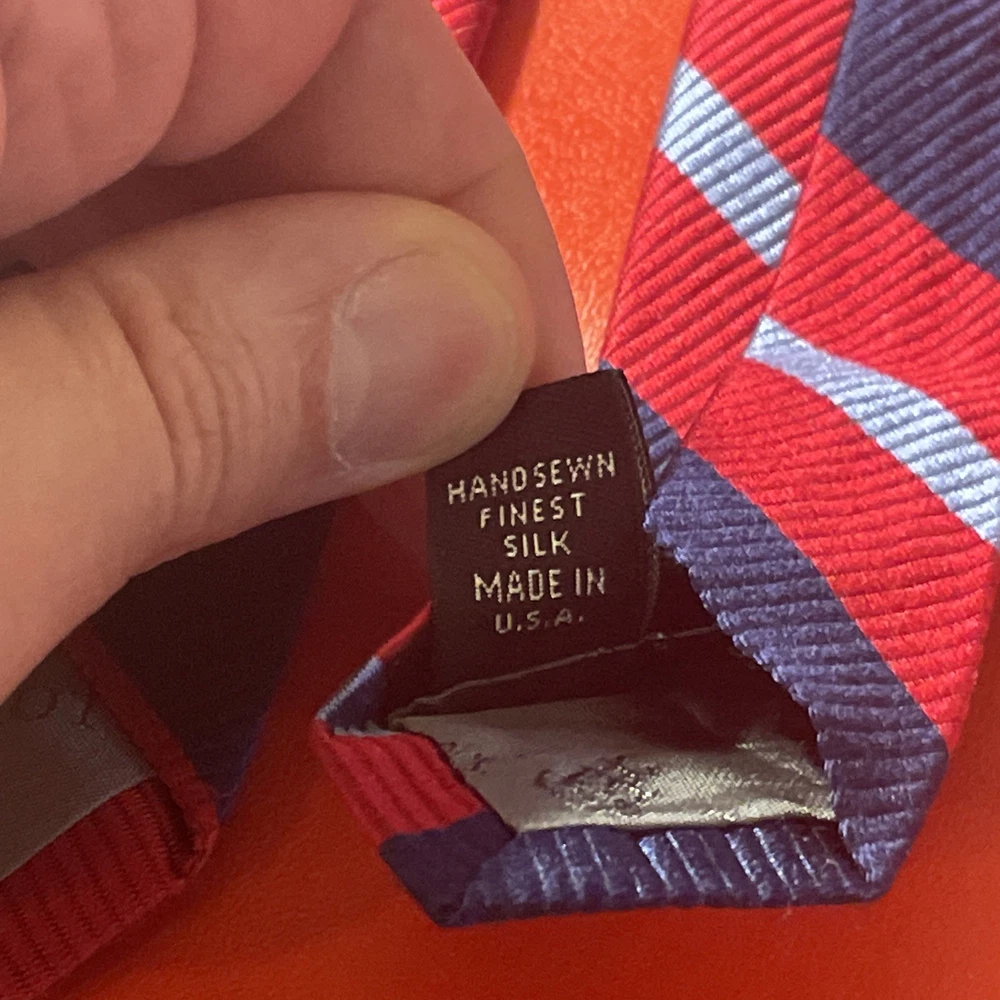 HANDSEWN
FINEST
SILK
MADE IN
U.S.A.